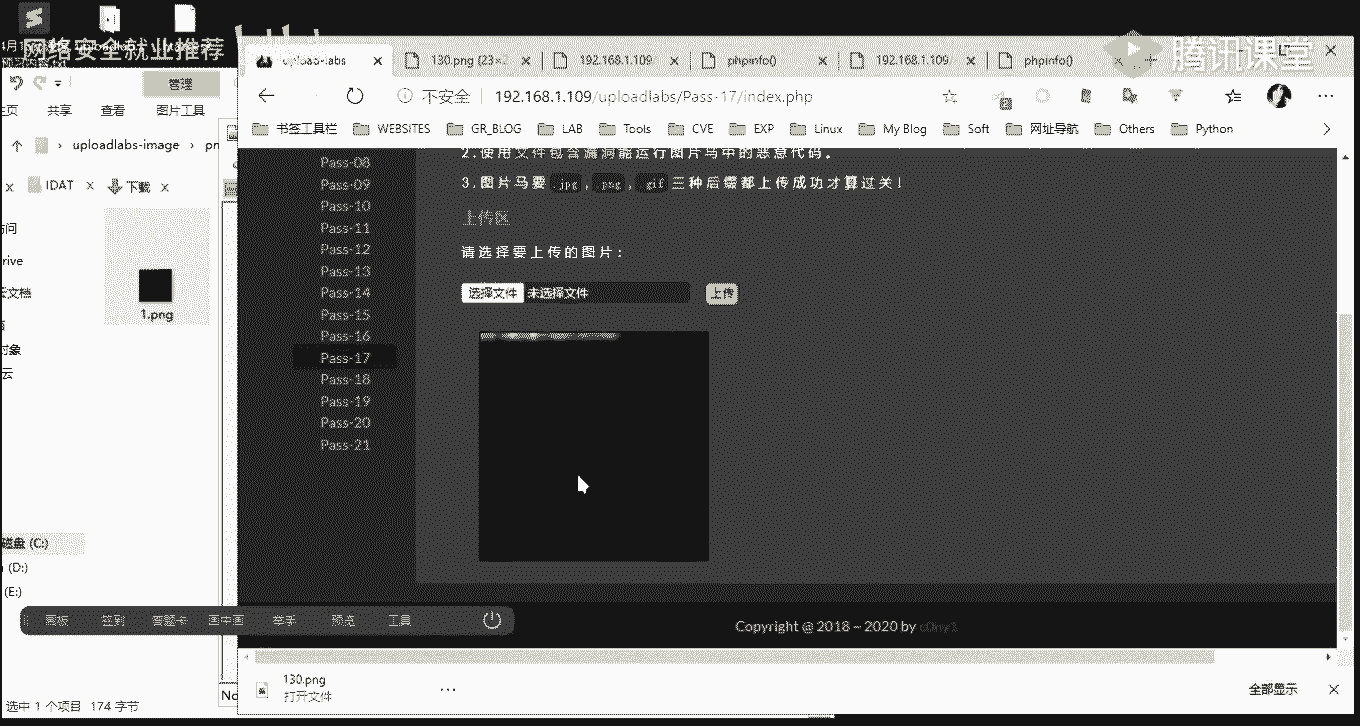 网络安全就业推荐
腾讯课堂
upload-labs
130.png (23×2
192.168.1.109
phpinfo()
192.168.1.109
phpinfo()
管理
共享
查看
图片工具
不安全
192.168.1.109/uploadlabs/Pass-17/index.php
书签工具栏
WEBSiTES
GR_BLOG
LAB
Tools
CVE
EXP
Linux
My Blog
Soft
网址导航
Others
Python
uploadlabs-image
IDAT
下载
1.png
磁盘 (C:)
(D:)
(E:)
Pass-08
Pass-09
Pass-10
Pass-11
Pass-12
Pass-13
Pass-14
Pass-15
Pass-16
Pass-17
Pass-18
Pass-19
Pass-20
Pass-21
2.使用文件包含漏洞能运行图片马中的恶意代码。
3.图片马要 .jpg , .png , .gif 三种后缀都上传成功才算过关!
上传区
请选择要上传的图片:
选择文件 未选择文件
上传
画板
签到
答题卡
画中画
举手
预览
工具
Copyright @ 2018 ~ 2020 by c0ny1
130.png
打开文件
全部显示
选中 1 个项目 174 字节